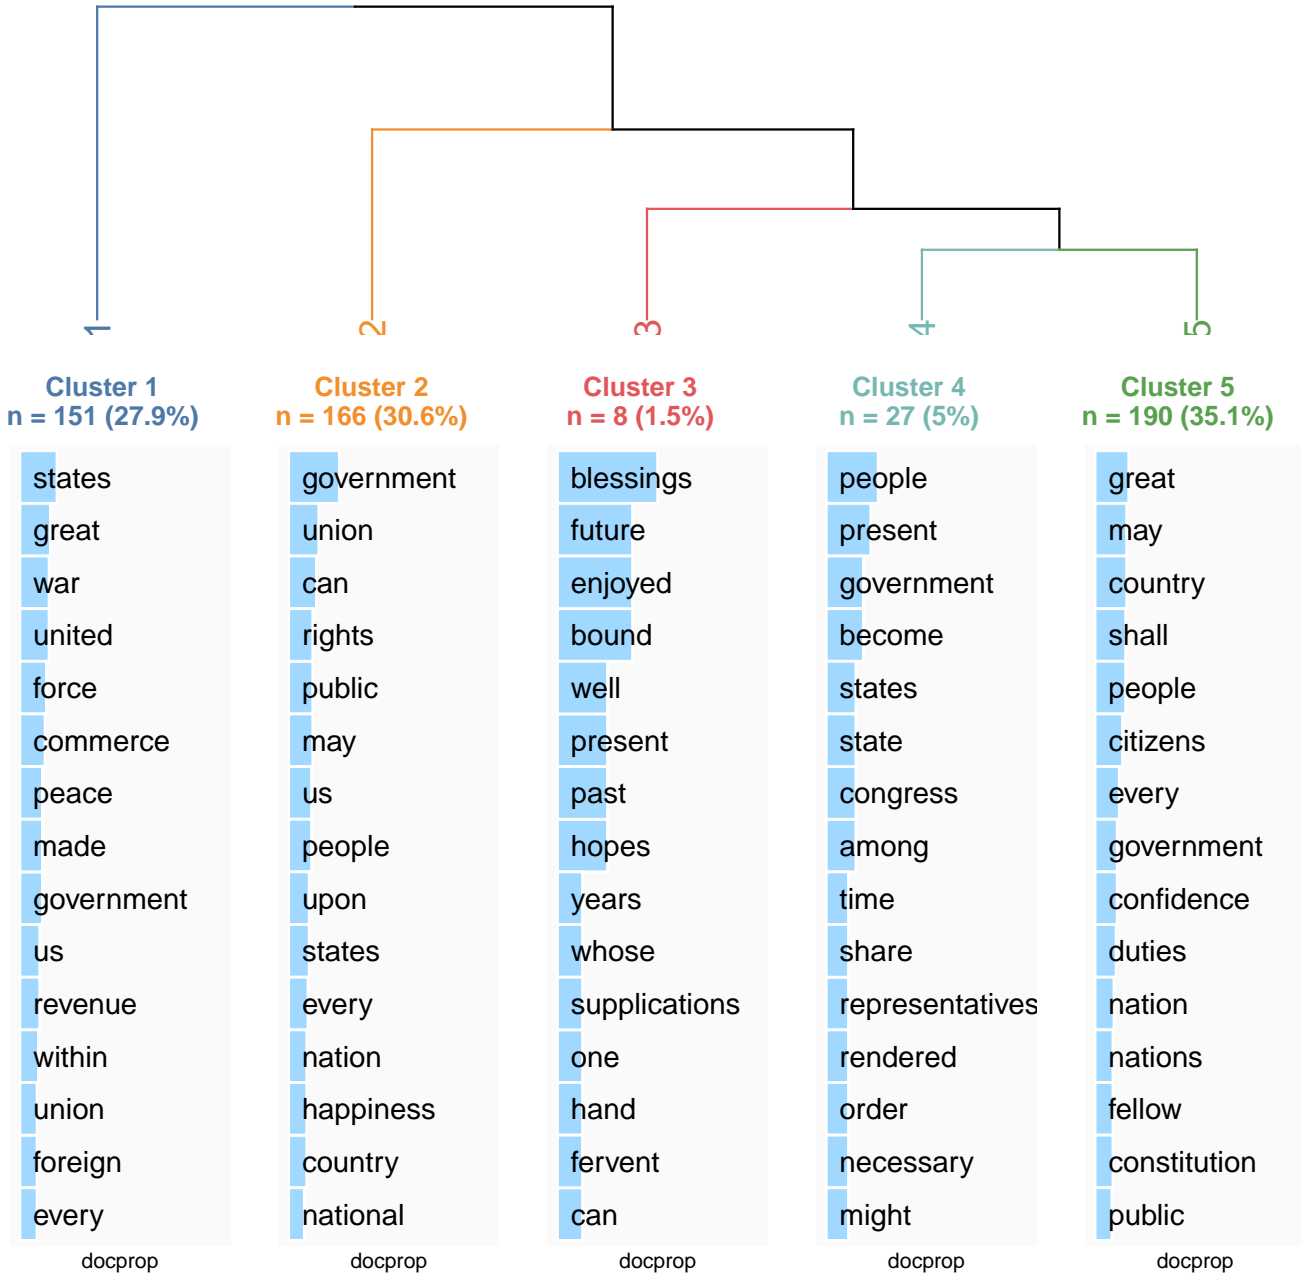 1
2
3
4
5
Cluster 1
n = 151 (27.9%)
Cluster 2
n = 166 (30.6%)
Cluster 3
n = 8 (1.5%)
Cluster 4
n = 27 (5%)
Cluster 5
n = 190 (35.1%)
states
great
war
united
force
commerce
peace
made
government
us
revenue
within
union
foreign
every
docprop
government
union
can
rights
public
may
us
people
upon
states
every
nation
happiness
country
national
docprop
blessings
future
enjoyed
bound
well
present
past
hopes
years
whose
supplications
one
hand
fervent
can
docprop
people
present
government
become
states
state
congress
among
time
share
representatives
rendered
order
necessary
might
docprop
great
may
country
shall
people
citizens
every
government
confidence
duties
nation
nations
fellow
constitution
public
docprop